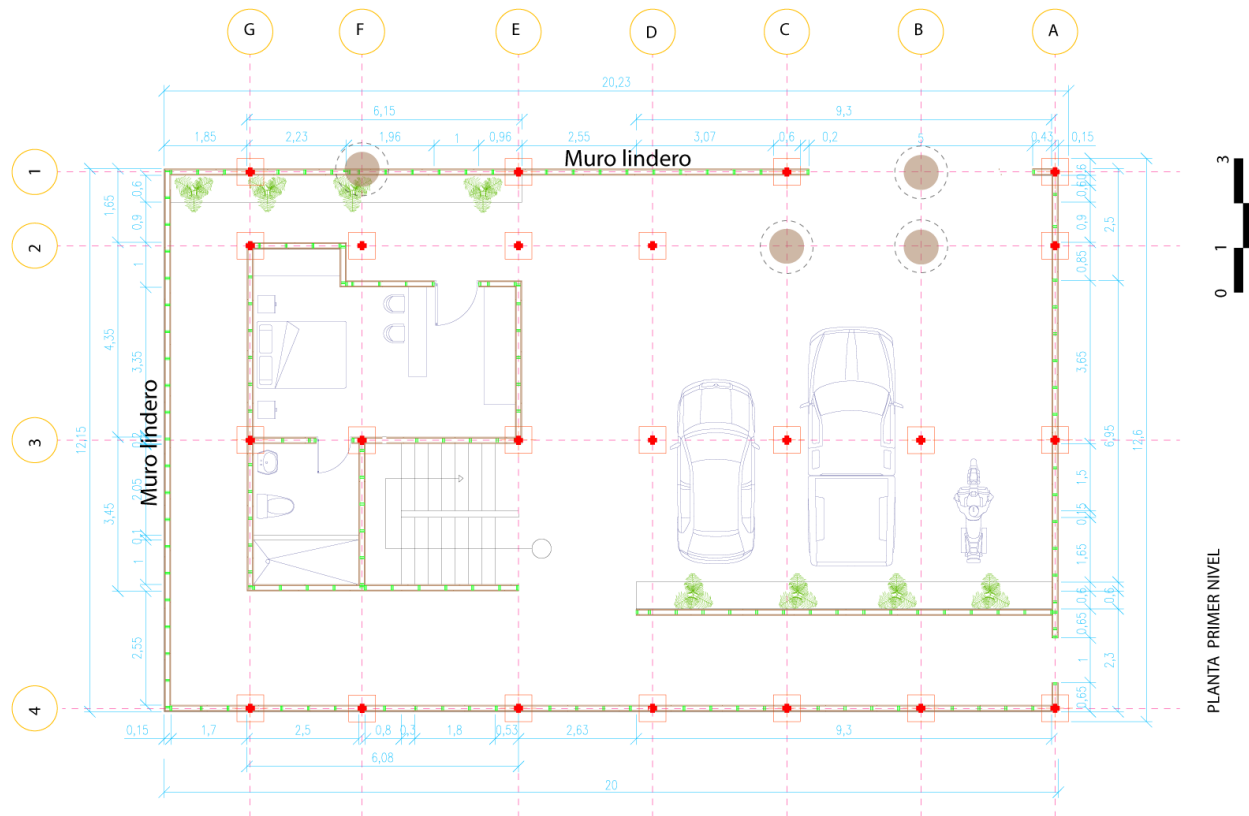 G F E D C B A
20,23
6,15 9,3
1,85 2,23 1,96 1 0,96 2,55 3,07 0,6 0,2 5 0,43 0,15
Muro lindero
1
2
3
4
12,15
1,65 4,35 3,45
0,6 0,9 1 3,35 0,2 2,05 0,1 1 2,55
Muro lindero
0,6 0,9 0,85 3,65 1,5 0,15 1,65 0,6 0,65 1 0,65
2,5 6,95 0,6 2,3
12,6
0,15 1,7 2,5 0,8 0,3 1,8 0,53 2,63 9,3
6,08
20
3
1
0
PLANTA PRIMER NIVEL